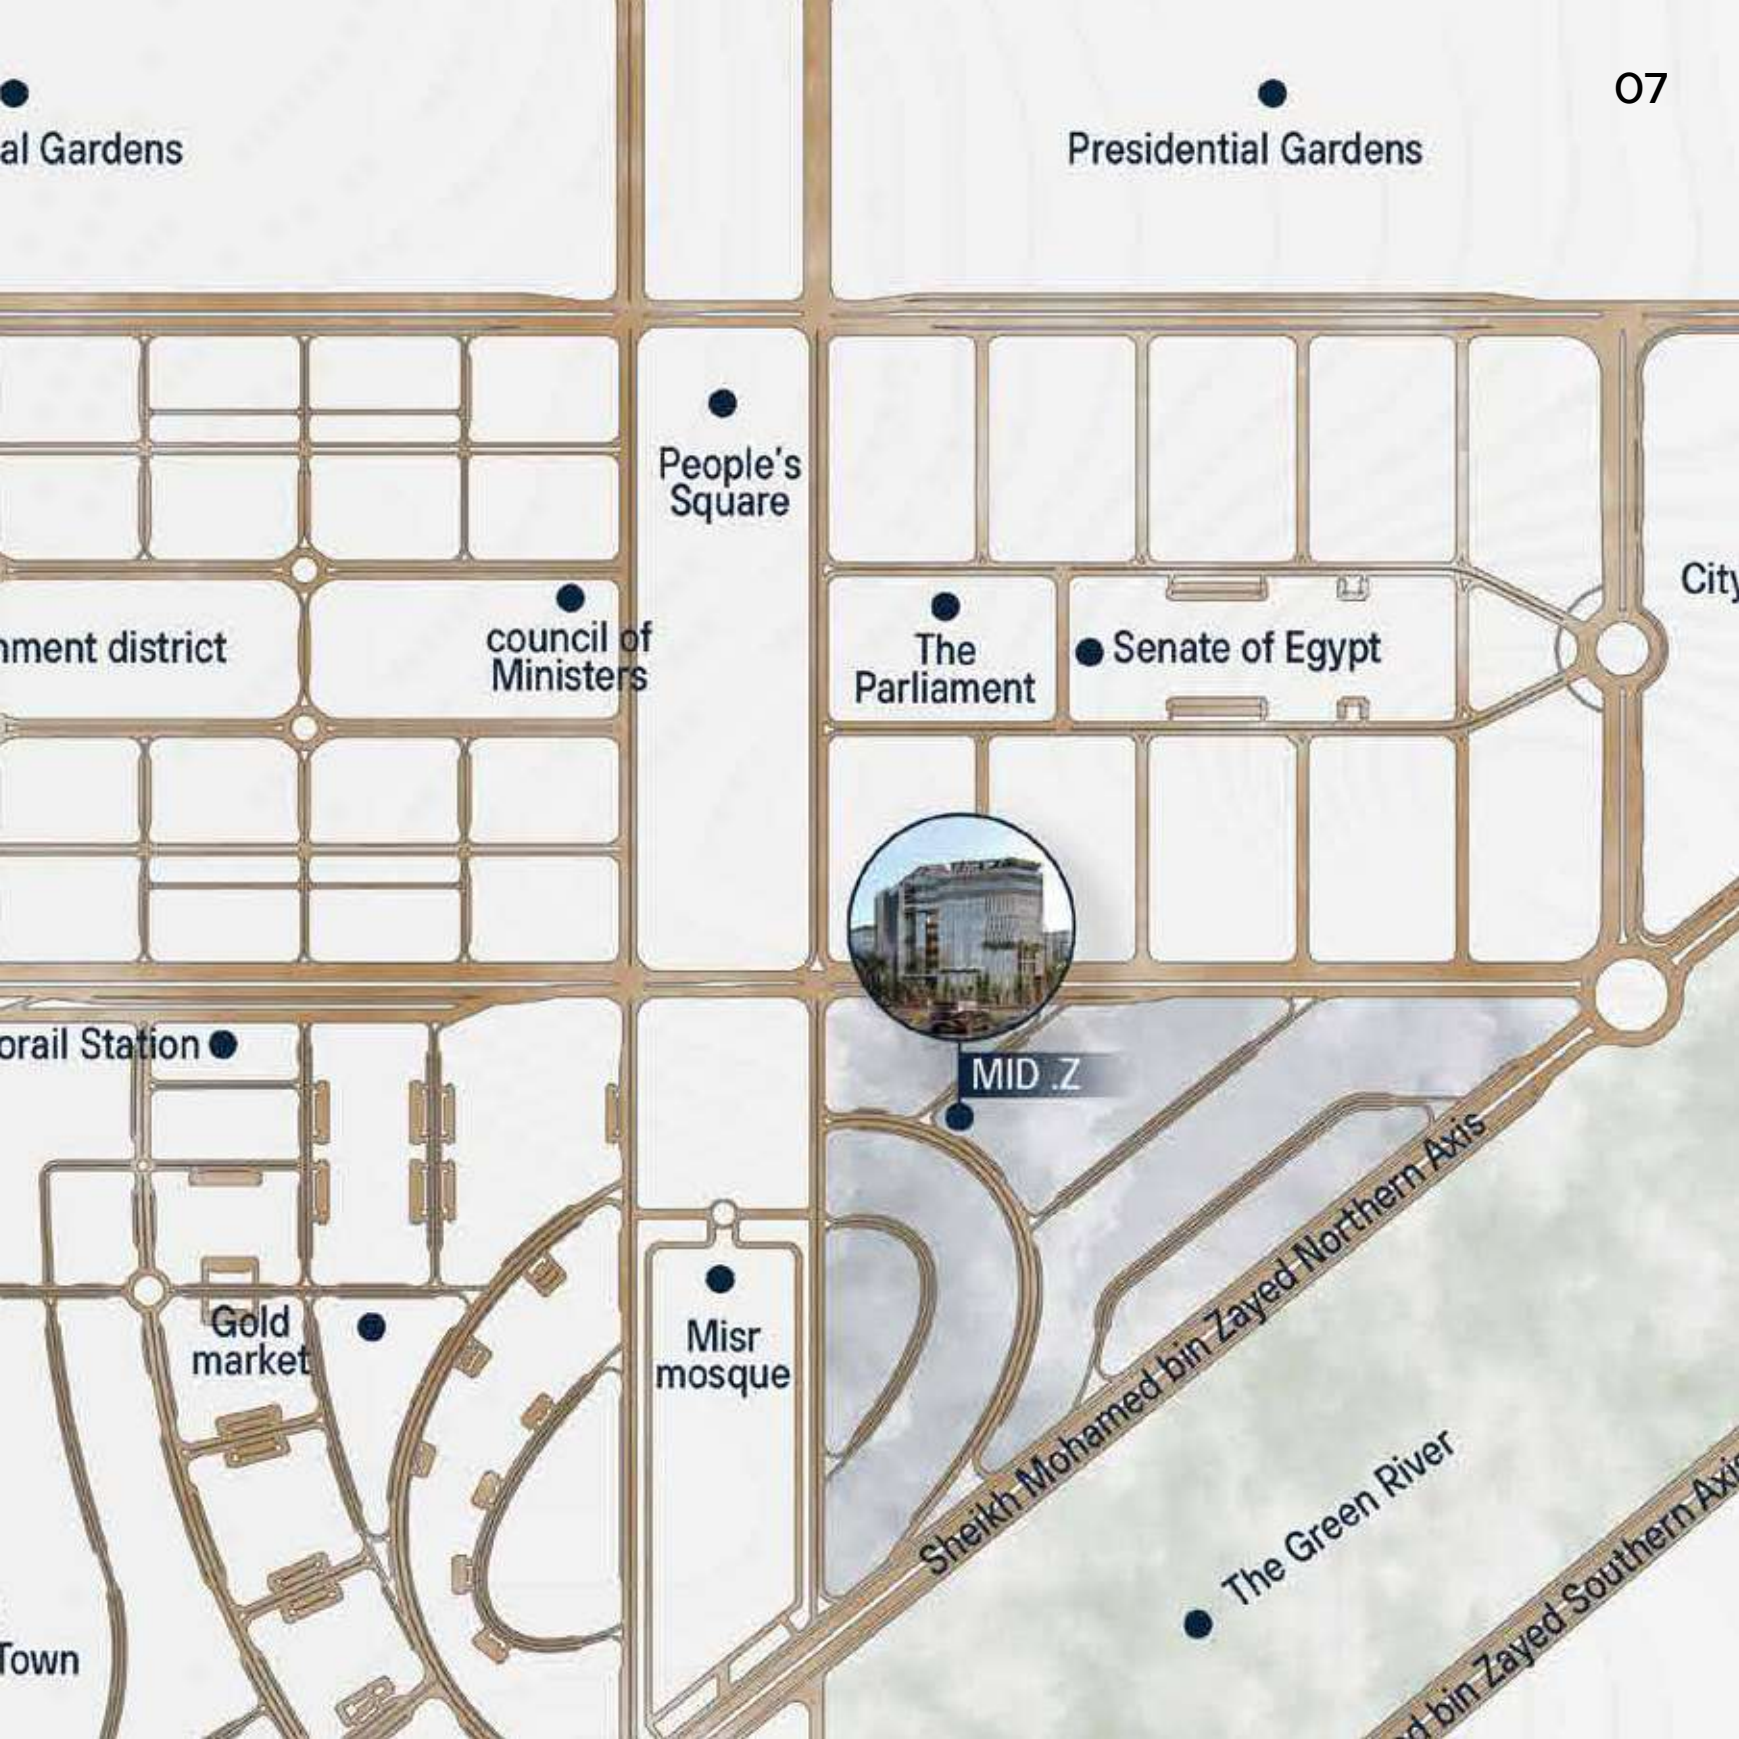 07
al Gardens
Presidential Gardens
People's
Square
City
nment district
council of
Ministers
The
Parliament
Senate of Egypt
orail Station
MID .Z
Gold
market
Misr
mosque
Sheikh Mohamed bin Zayed Northern Axis
The Green River
Town
d bin Zayed Southern Axis